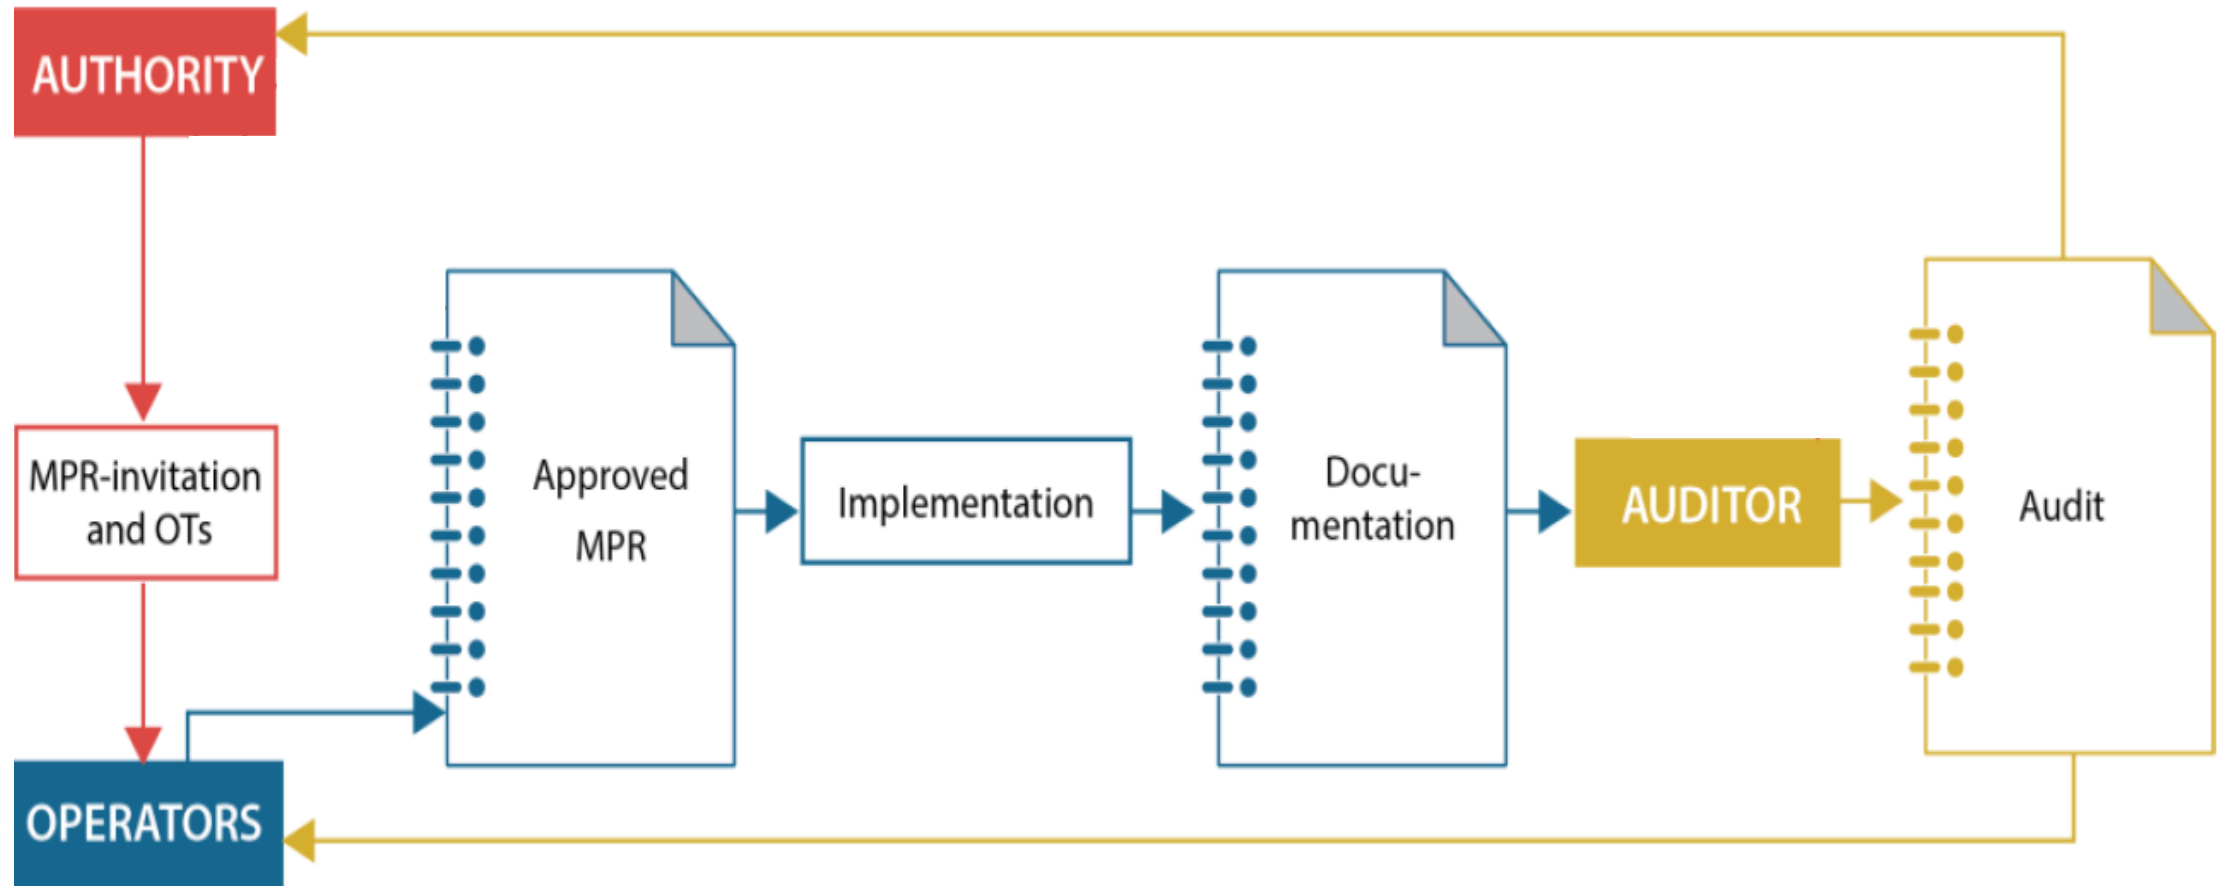 AUTHORITY
MPR-invitation
and OTs
OPERATORS
Approved
MPR
Implementation
Docu-
mentation
AUDITOR
Audit